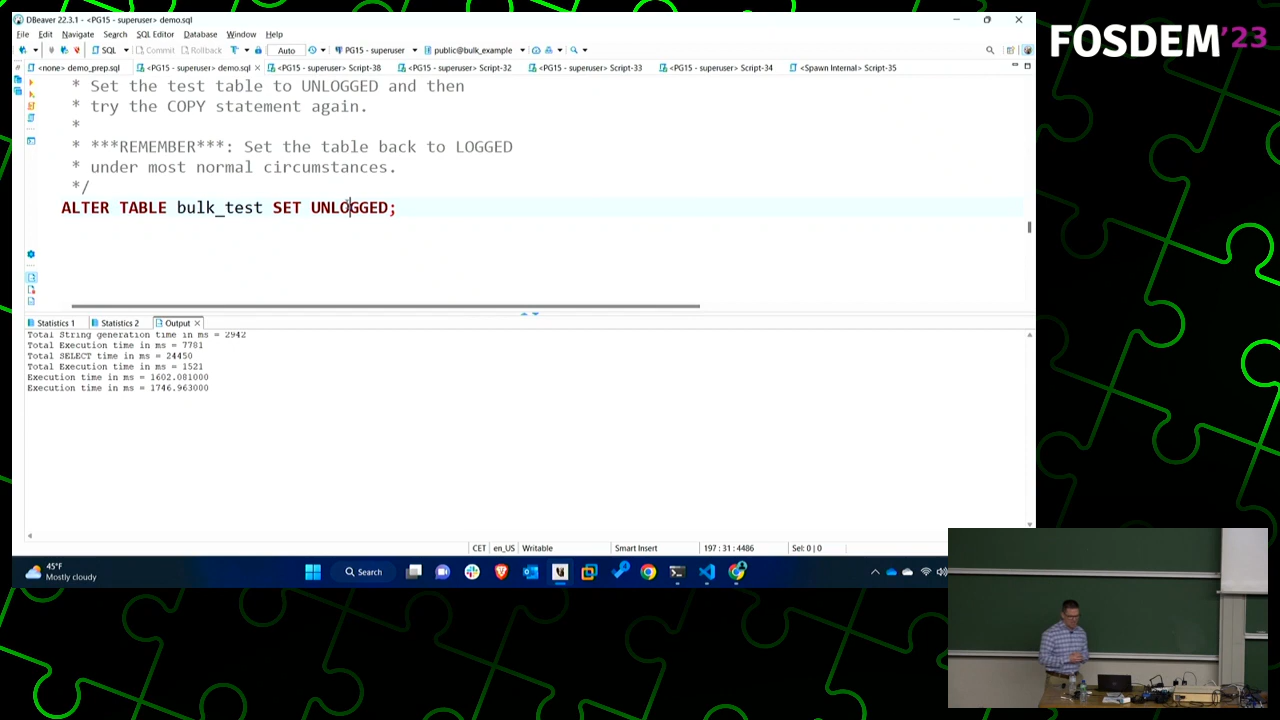 DBeaver 22.3.1 - <PG15 - superuser> demo.sql
FOSDEM'23
File Edit Navigate Search SQL Editor Database Window Help
SQL Commit Rollback Auto PG15 - superuser public@bulk_example
<none> demo_prep.sql <PG15 - superuser> demo.sql <PG15 - superuser> Script-38 <PG15 - superuser> Script-32 <PG15 - superuser> Script-33 <PG15 - superuser> Script-34 <Spawn Internal> Script-35
* Set the test table to UNLOGGED and then
* try the COPY statement again.
*
* ***REMEMBER***: Set the table back to LOGGED
* under most normal circumstances.
*/
ALTER TABLE bulk_test SET UNLOGGED;
Statistics 1 Statistics 2 Output
Total String generation time in ms = 2942
Total Execution time in ms = 7781
Total SELECT time in ms = 24450
Total Execution time in ms = 1521
Execution time in ms = 1602.081000
Execution time in ms = 1746.963000
CET en_US Writable Smart Insert 197 : 31 : 4486 Sel: 0 | 0
45°F
Mostly cloudy
Search